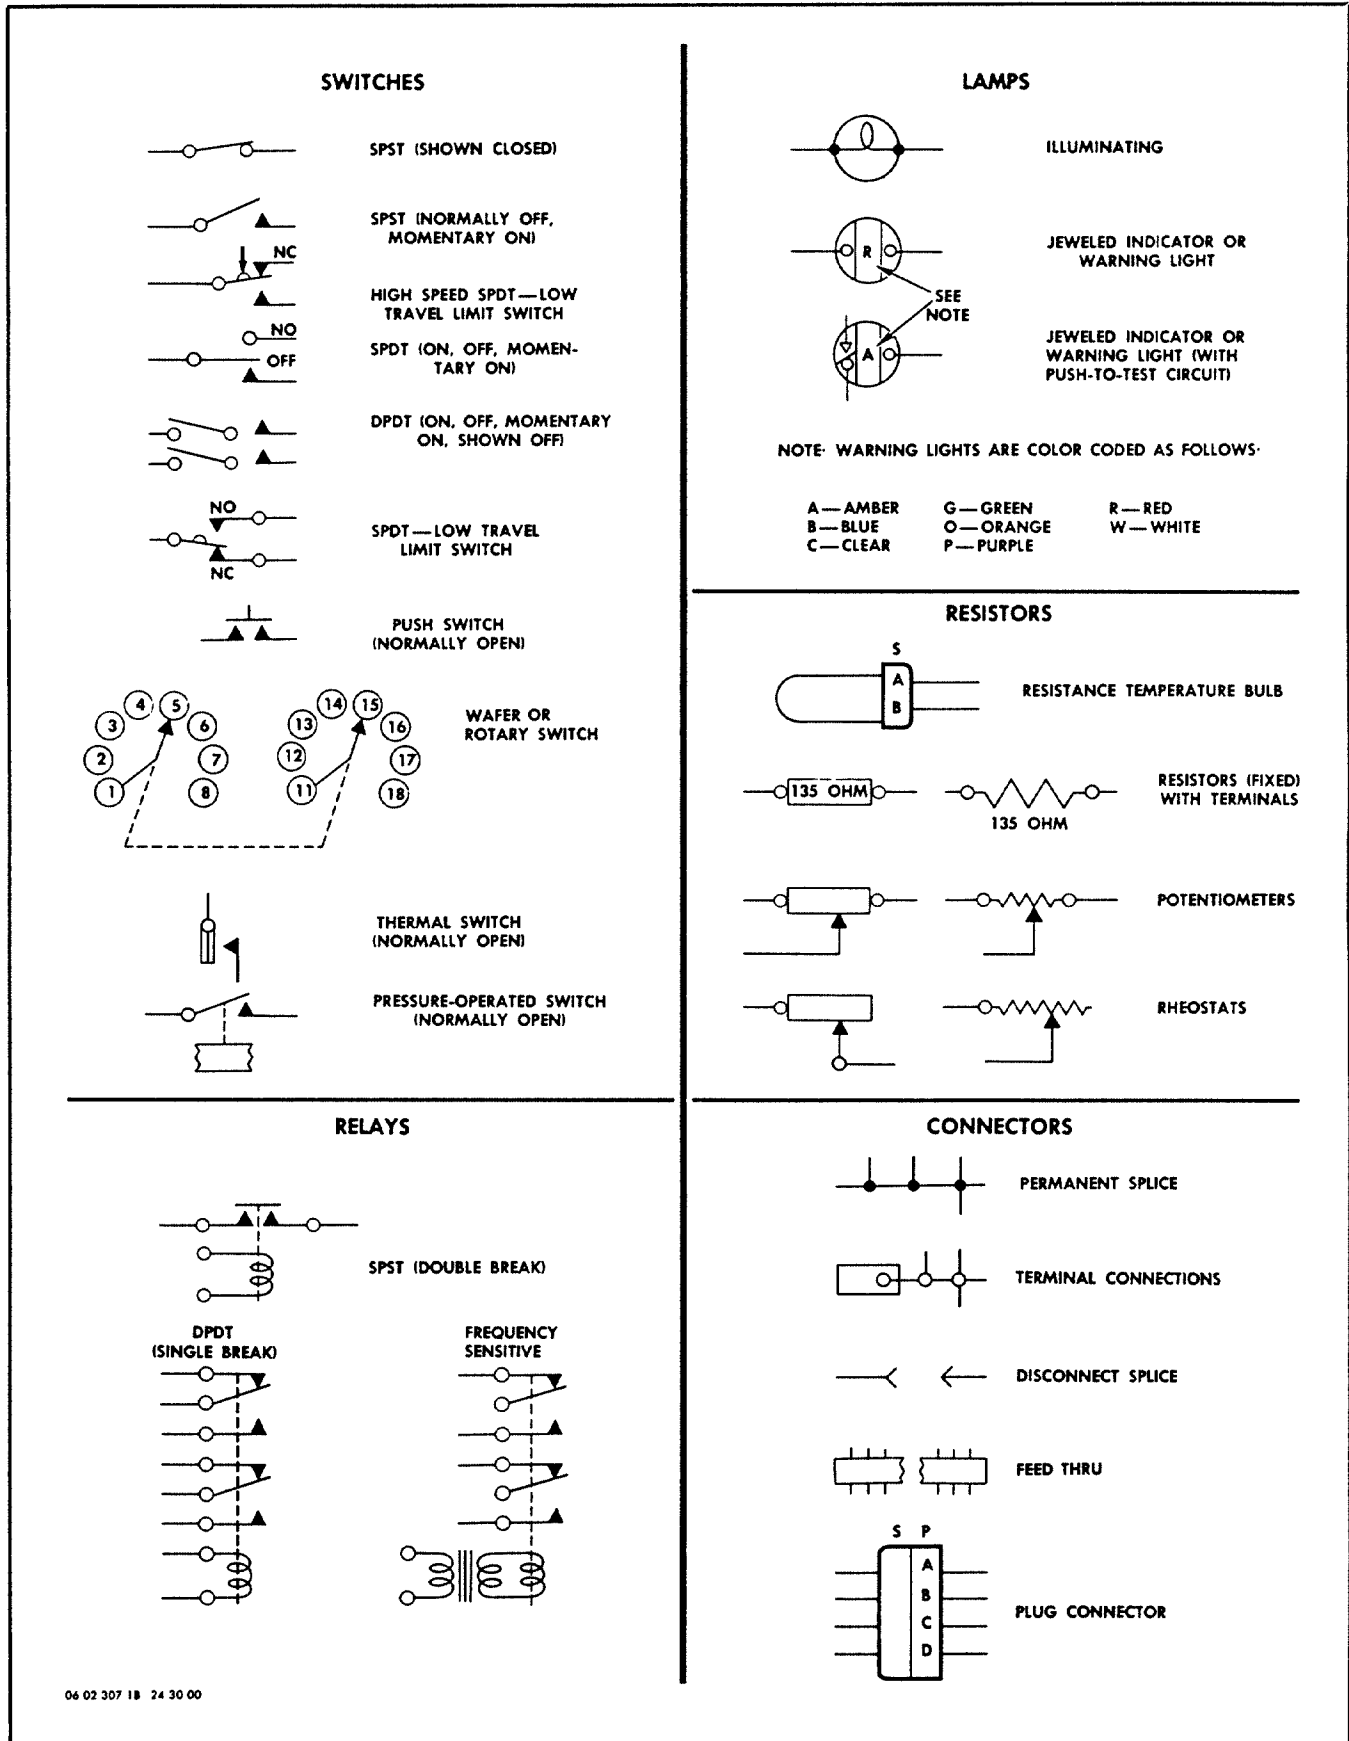 SWITCHES
SPST (SHOWN CLOSED)
SPST (NORMALLY OFF,
MOMENTARY ON)
NC
HIGH SPEED SPDT—LOW
TRAVEL LIMIT SWITCH
NO
OFF
SPDT (ON, OFF, MOMEN-
TARY ON)
DPDT (ON, OFF, MOMENTARY
ON, SHOWN OFF)
NO
NC
SPDT—LOW TRAVEL
LIMIT SWITCH
PUSH SWITCH
(NORMALLY OPEN)
1 2 3 4 5 6 7 8
11 12 13 14 15 16 17 18
WAFER OR
ROTARY SWITCH
THERMAL SWITCH
(NORMALLY OPEN)
PRESSURE-OPERATED SWITCH
(NORMALLY OPEN)
RELAYS
SPST (DOUBLE BREAK)
DPDT
(SINGLE BREAK)
FREQUENCY
SENSITIVE
06 02 307 1B 24 30 00
LAMPS
ILLUMINATING
R
JEWELED INDICATOR OR
WARNING LIGHT
SEE
NOTE
A
JEWELED INDICATOR OR
WARNING LIGHT (WITH
PUSH-TO-TEST CIRCUIT)
NOTE· WARNING LIGHTS ARE COLOR CODED AS FOLLOWS·
A—AMBER G—GREEN R—RED
B—BLUE O—ORANGE W—WHITE
C—CLEAR P—PURPLE
RESISTORS
S
A
B
RESISTANCE TEMPERATURE BULB
135 OHM
135 OHM
RESISTORS (FIXED)
WITH TERMINALS
POTENTIOMETERS
RHEOSTATS
CONNECTORS
PERMANENT SPLICE
TERMINAL CONNECTIONS
DISCONNECT SPLICE
FEED THRU
S P
A
B
C
D
PLUG CONNECTOR